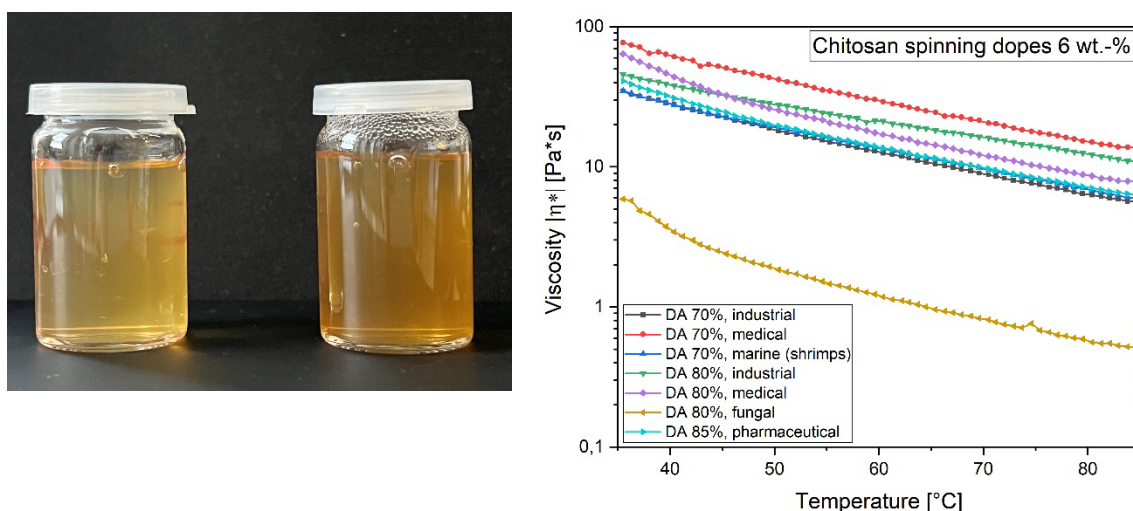 100
Chitosan spinning dopes 6 wt.-%
10
Viscosity |η*| [Pa*s]
1
DA 70%, industrial
DA 70%, medical
DA 70%, marine (shrimps)
DA 80%, industrial
DA 80%, medical
DA 80%, fungal
DA 85%, pharmaceutical
0,1
40 50 60 70 80
Temperature [°C]